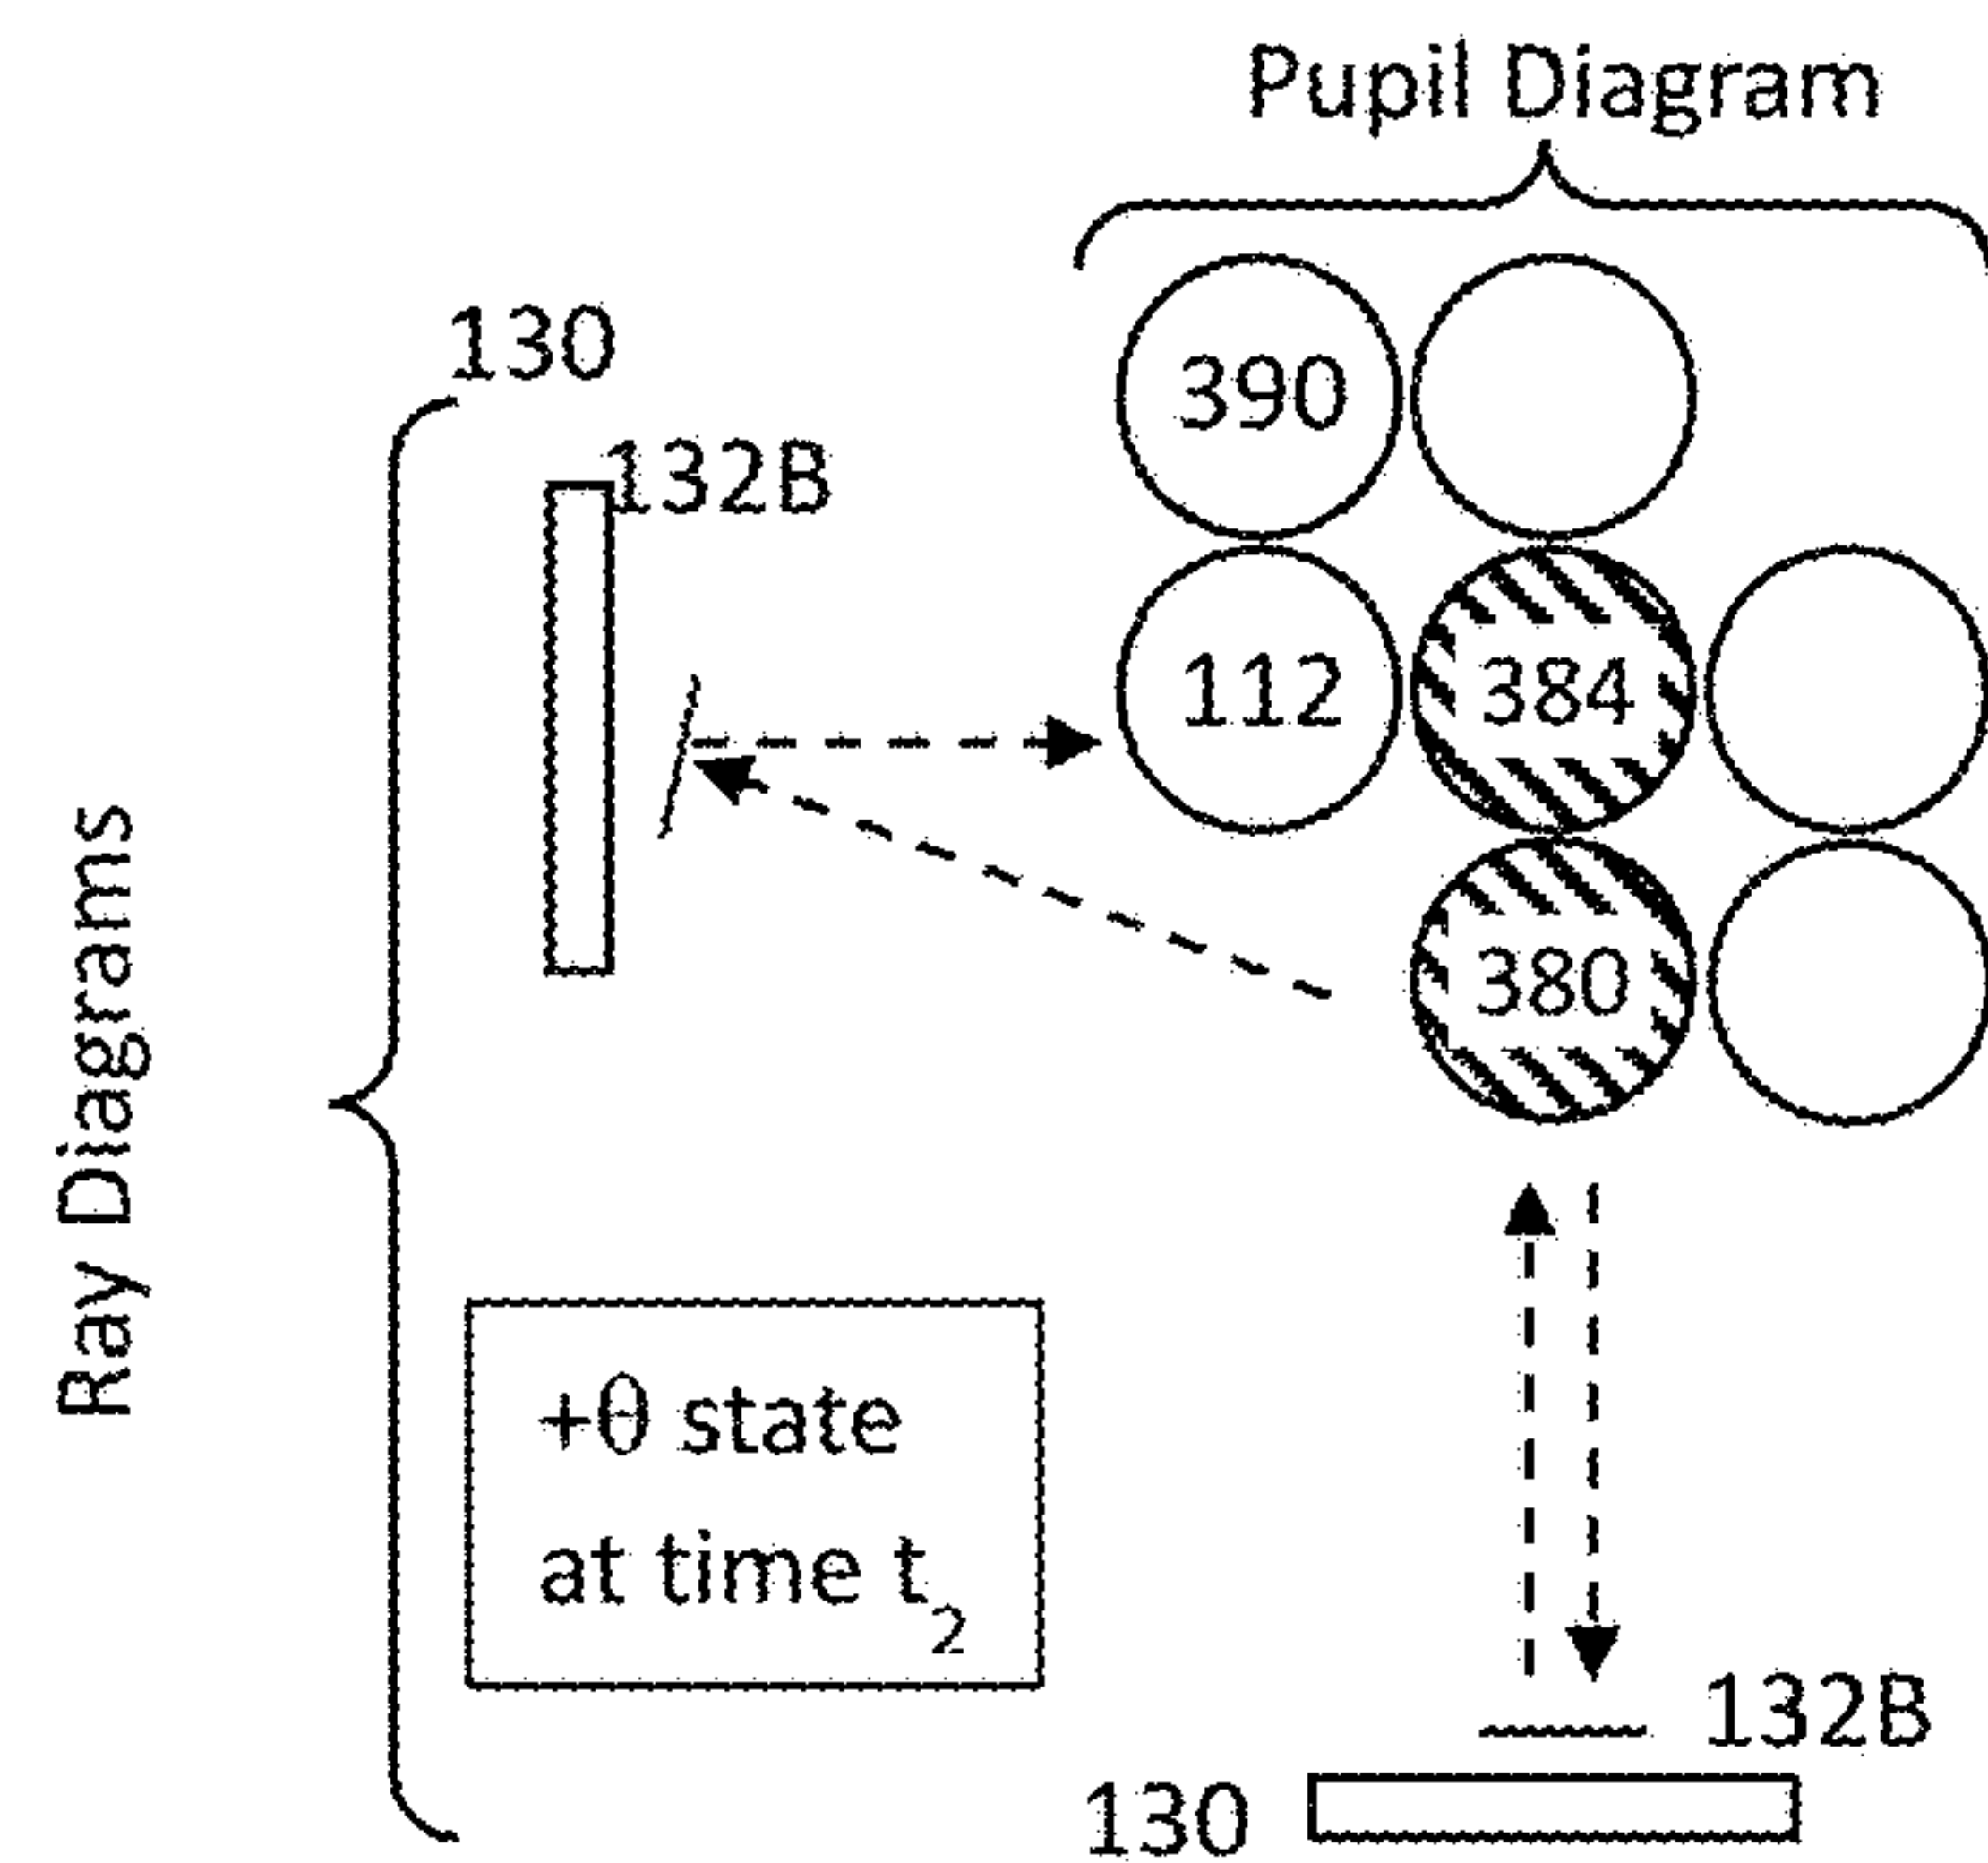 Pupil Diagram
130
390
132B
112
384
380
Ray Diagrams
+θ state
at time t₂
132B
130